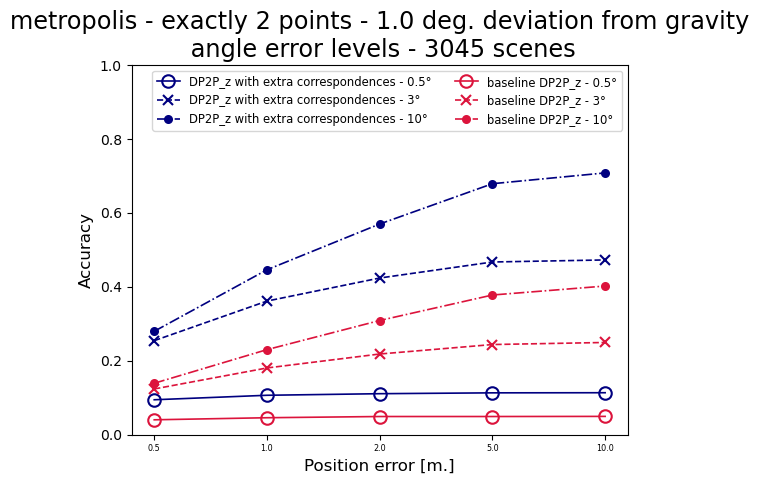 metropolis - exactly 2 points - 1.0 deg. deviation from gravity
angle error levels - 3045 scenes
DP2P_z with extra correspondences - 0.5°
DP2P_z with extra correspondences - 3°
DP2P_z with extra correspondences - 10°
baseline DP2P_z - 0.5°
baseline DP2P_z - 3°
baseline DP2P_z - 10°
Accuracy
1.0
0.8
0.6
0.4
0.2
0.0
0.5 1.0 2.0 5.0 10.0
Position error [m.]